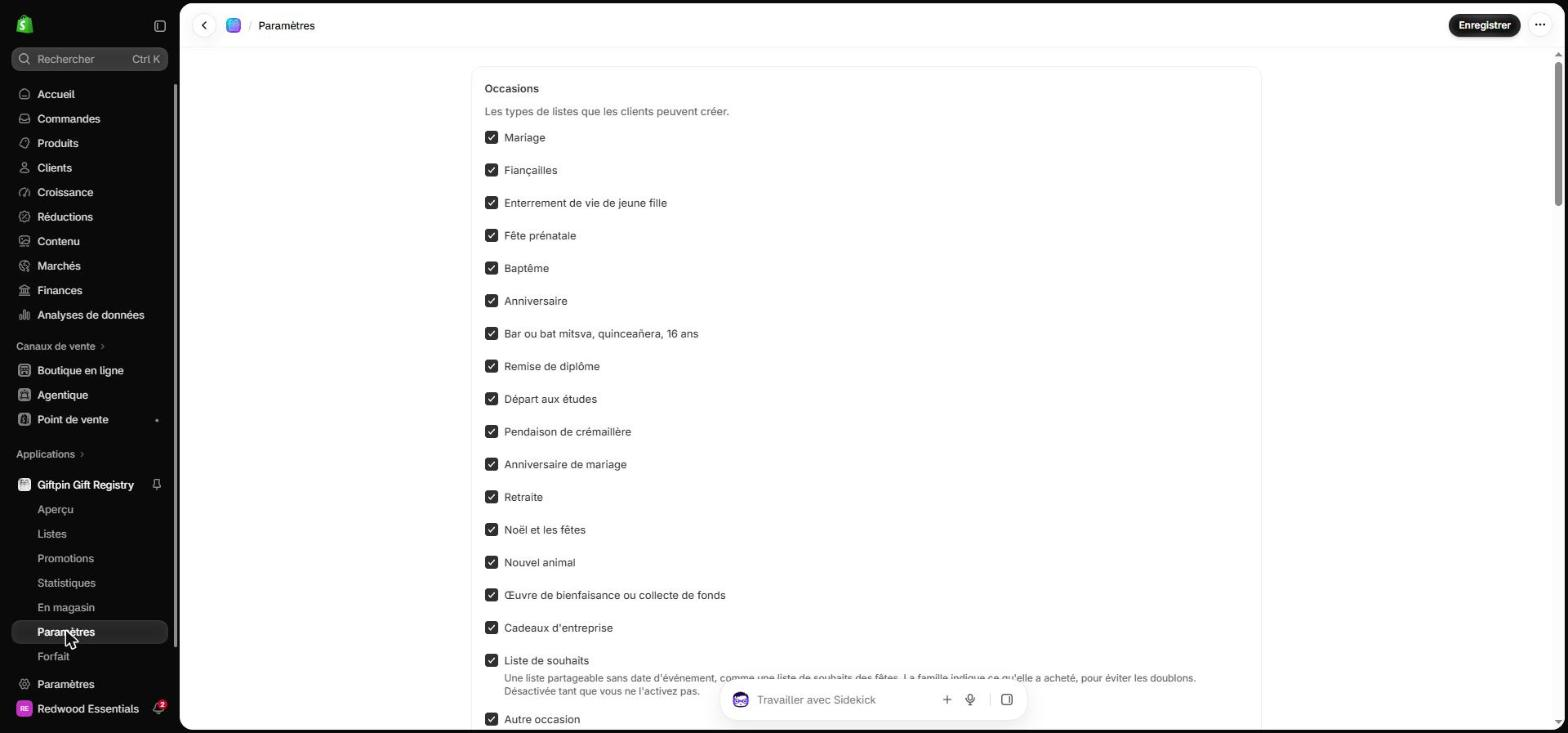 Rechercher Ctrl K
Accueil
Commandes
Produits
Clients
Croissance
Réductions
Contenu
Marchés
Finances
Analyses de données
Canaux de vente
Boutique en ligne
Agentique
Point de vente
Applications
Giftpin Gift Registry
Aperçu
Listes
Promotions
Statistiques
En magasin
Paramètres
Forfait
Paramètres
RE Redwood Essentials 2
/ Paramètres
Enregistrer
Occasions
Les types de listes que les clients peuvent créer.
Mariage
Fiançailles
Enterrement de vie de jeune fille
Fête prénatale
Baptême
Anniversaire
Bar ou bat mitsva, quinceañera, 16 ans
Remise de diplôme
Départ aux études
Pendaison de crémaillère
Anniversaire de mariage
Retraite
Noël et les fêtes
Nouvel animal
Œuvre de bienfaisance ou collecte de fonds
Cadeaux d'entreprise
Liste de souhaits
Une liste partageable sans date d'événement, comme une liste de souhaits des fêtes. La famille indique ce qu'elle a acheté, pour éviter les doublons.
Désactivée tant que vous ne l'activez pas.
Autre occasion
Travailler avec Sidekick